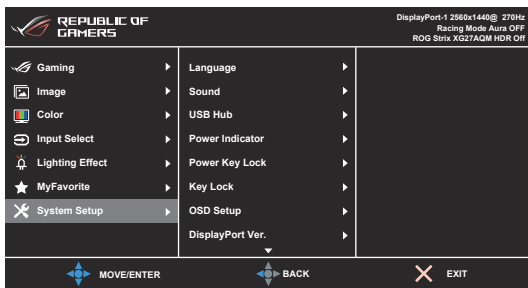 REPUBLIC OF
GAMERS
DisplayPort-1 2560x1440@ 270Hz
Racing Mode Aura OFF
ROG Strix XG27AQM HDR Off
Gaming
Image
Color
Input Select
Lighting Effect
MyFavorite
System Setup
Language
Sound
USB Hub
Power Indicator
Power Key Lock
Key Lock
OSD Setup
DisplayPort Ver.
MOVE/ENTER
BACK
EXIT